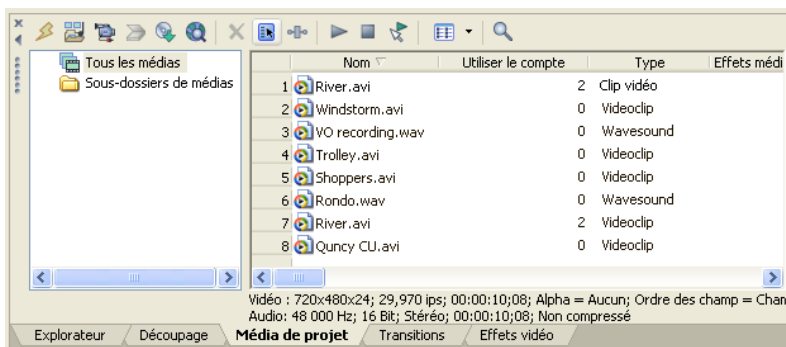 Tous les médias
Sous-dossiers de médias
Nom Utiliser le compte Type Effets médi
1 River.avi 2 Clip vidéo
2 Windstorm.avi 0 Videoclip
3 VO recording.wav 0 Wavesound
4 Trolley.avi 0 Videoclip
5 Shoppers.avi 0 Videoclip
6 Rondo.wav 0 Wavesound
7 River.avi 2 Videoclip
8 Quncy CU.avi 0 Videoclip
Vidéo : 720x480x24; 29,970 ips; 00:00:10;08; Alpha = Aucun; Ordre des champ = Chan
Audio: 48 000 Hz; 16 Bit; Stéréo; 00:00:10;08; Non compressé
Explorateur Découpage Média de projet Transitions Effets vidéo